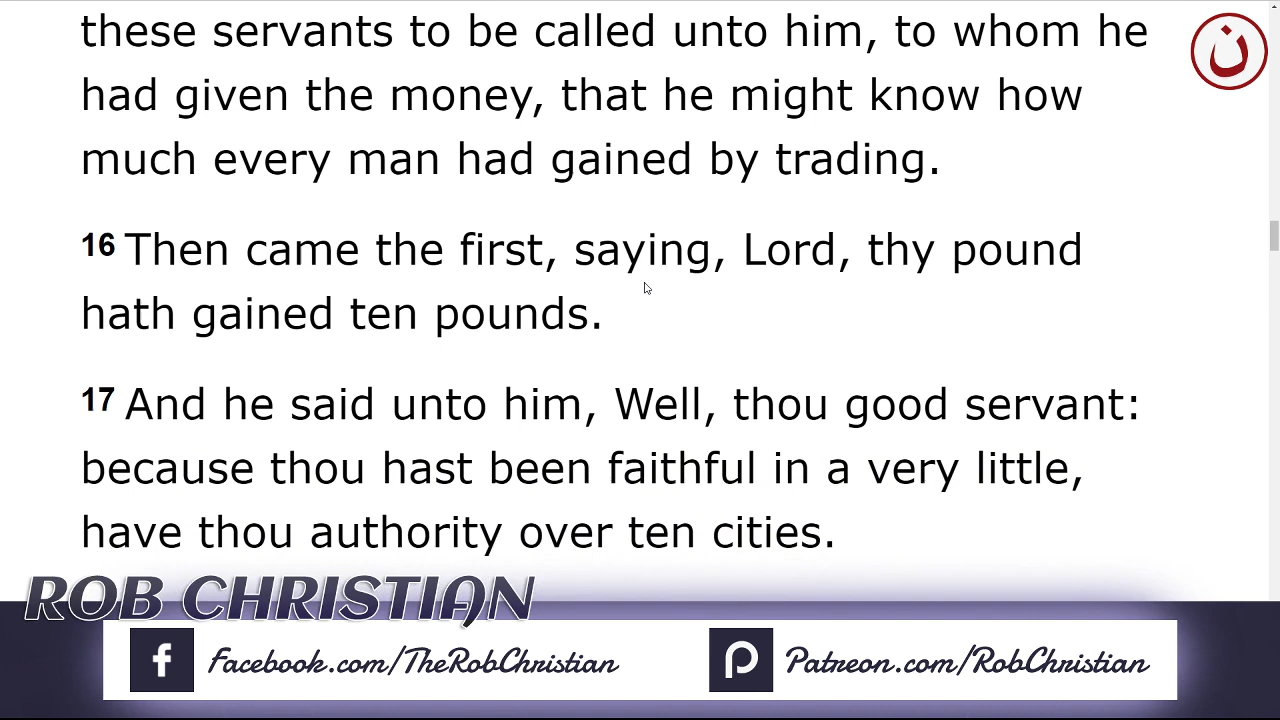 these servants to be called unto him, to whom he
had given the money, that he might know how
much every man had gained by trading.
16 Then came the first, saying, Lord, thy pound
hath gained ten pounds.
17 And he said unto him, Well, thou good servant:
because thou hast been faithful in a very little,
have thou authority over ten cities.
ROB CHRISTIAN
Facebook.com/TheRobChristian
Patreon.com/RobChristian
ن